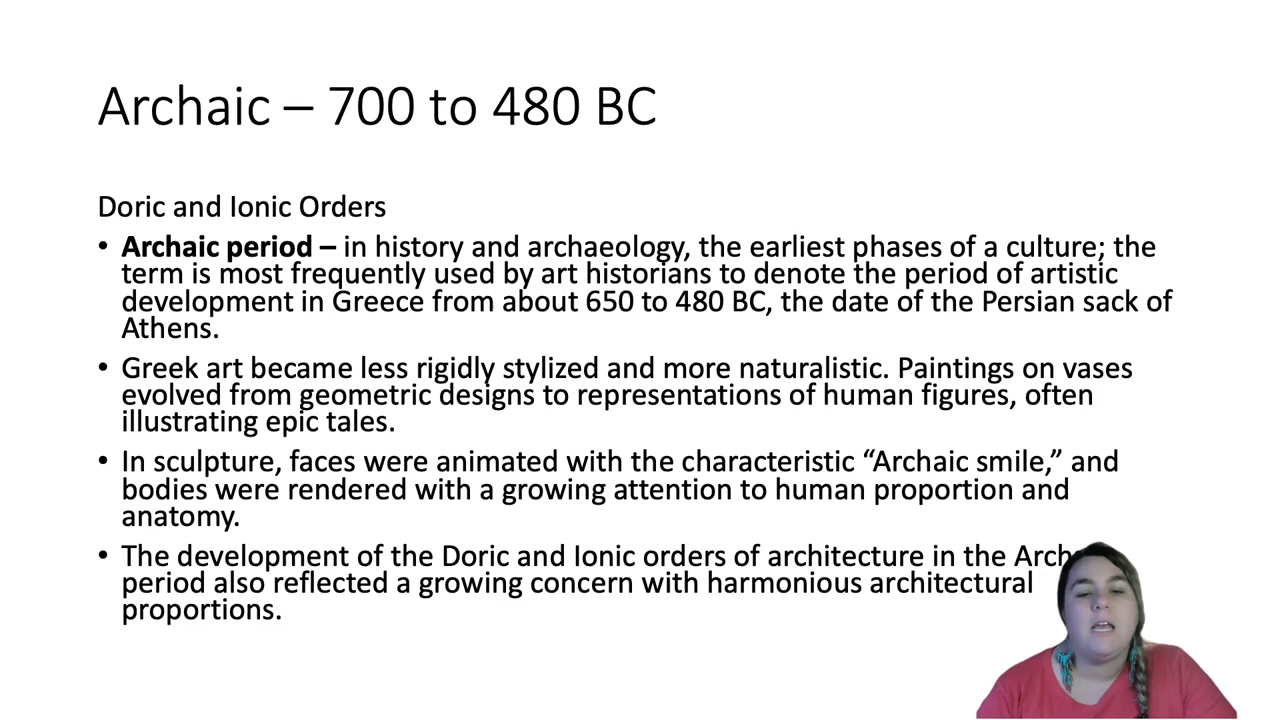 Archaic – 700 to 480 BC
Doric and Ionic Orders
• Archaic period – in history and archaeology, the earliest phases of a culture; the
term is most frequently used by art historians to denote the period of artistic
development in Greece from about 650 to 480 BC, the date of the Persian sack of
Athens.
• Greek art became less rigidly stylized and more naturalistic. Paintings on vases
evolved from geometric designs to representations of human figures, often
illustrating epic tales.
• In sculpture, faces were animated with the characteristic “Archaic smile,” and
bodies were rendered with a growing attention to human proportion and
anatomy.
• The development of the Doric and Ionic orders of architecture in the
period also reflected a growing concern with harmonious architectural
proportions.